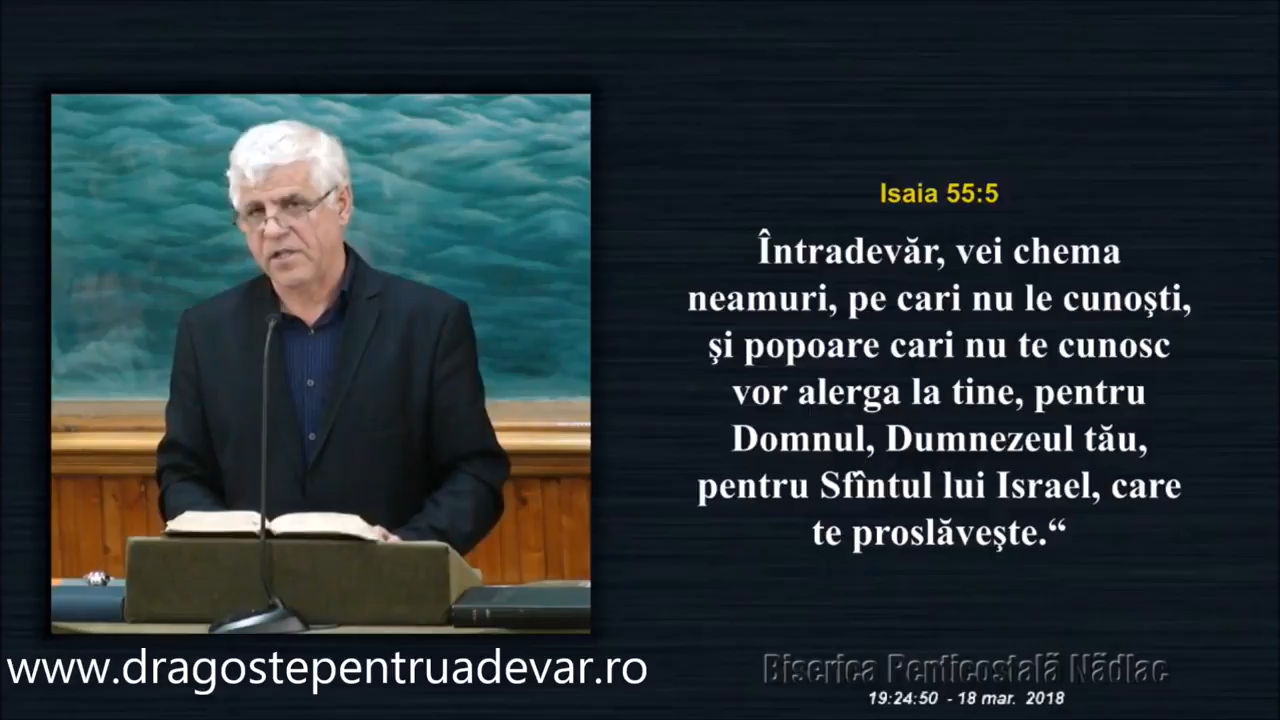 Isaia 55:5
Întradevăr, vei chema
neamuri, pe cari nu le cunoşti,
şi popoare cari nu te cunosc
vor alerga la tine, pentru
Domnul, Dumnezeul tău,
pentru Sfîntul lui Israel, care
te proslăveşte.“
www.dragostepentruadevar.ro
Biserica Penticostală Nădlac
19:24:50 - 18 mar. 2018